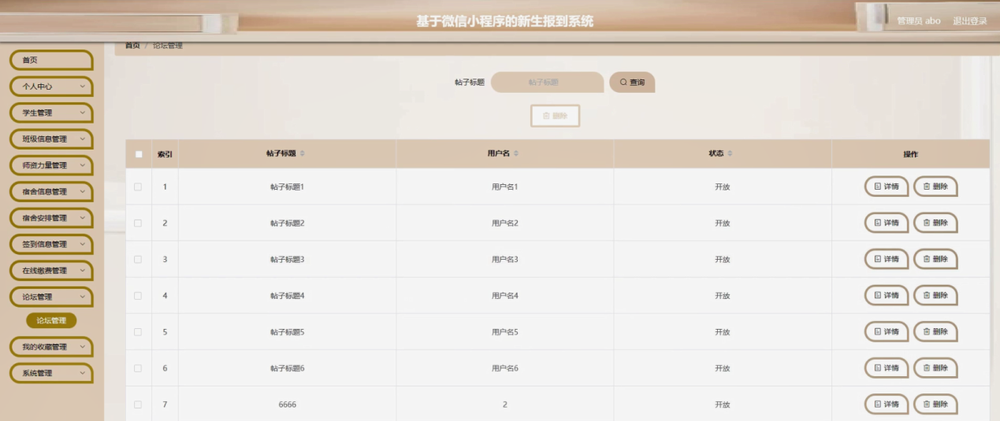 基于微信小程序的新生报到系统
管理员 abo 退出登录
首页 / 论坛管理
首页
个人中心
学生管理
班级信息管理
师资力量管理
宿舍信息管理
宿舍安排管理
签到信息管理
在线缴费管理
论坛管理
论坛管理
我的收藏管理
系统管理
帖子标题 帖子标题 查询
删除
索引 帖子标题 用户名 状态 操作
1 帖子标题1 用户名1 开放 详情 删除
2 帖子标题2 用户名2 开放 详情 删除
3 帖子标题3 用户名3 开放 详情 删除
4 帖子标题4 用户名4 开放 详情 删除
5 帖子标题5 用户名5 开放 详情 删除
6 帖子标题6 用户名6 开放 详情 删除
7 6666 2 开放 详情 删除